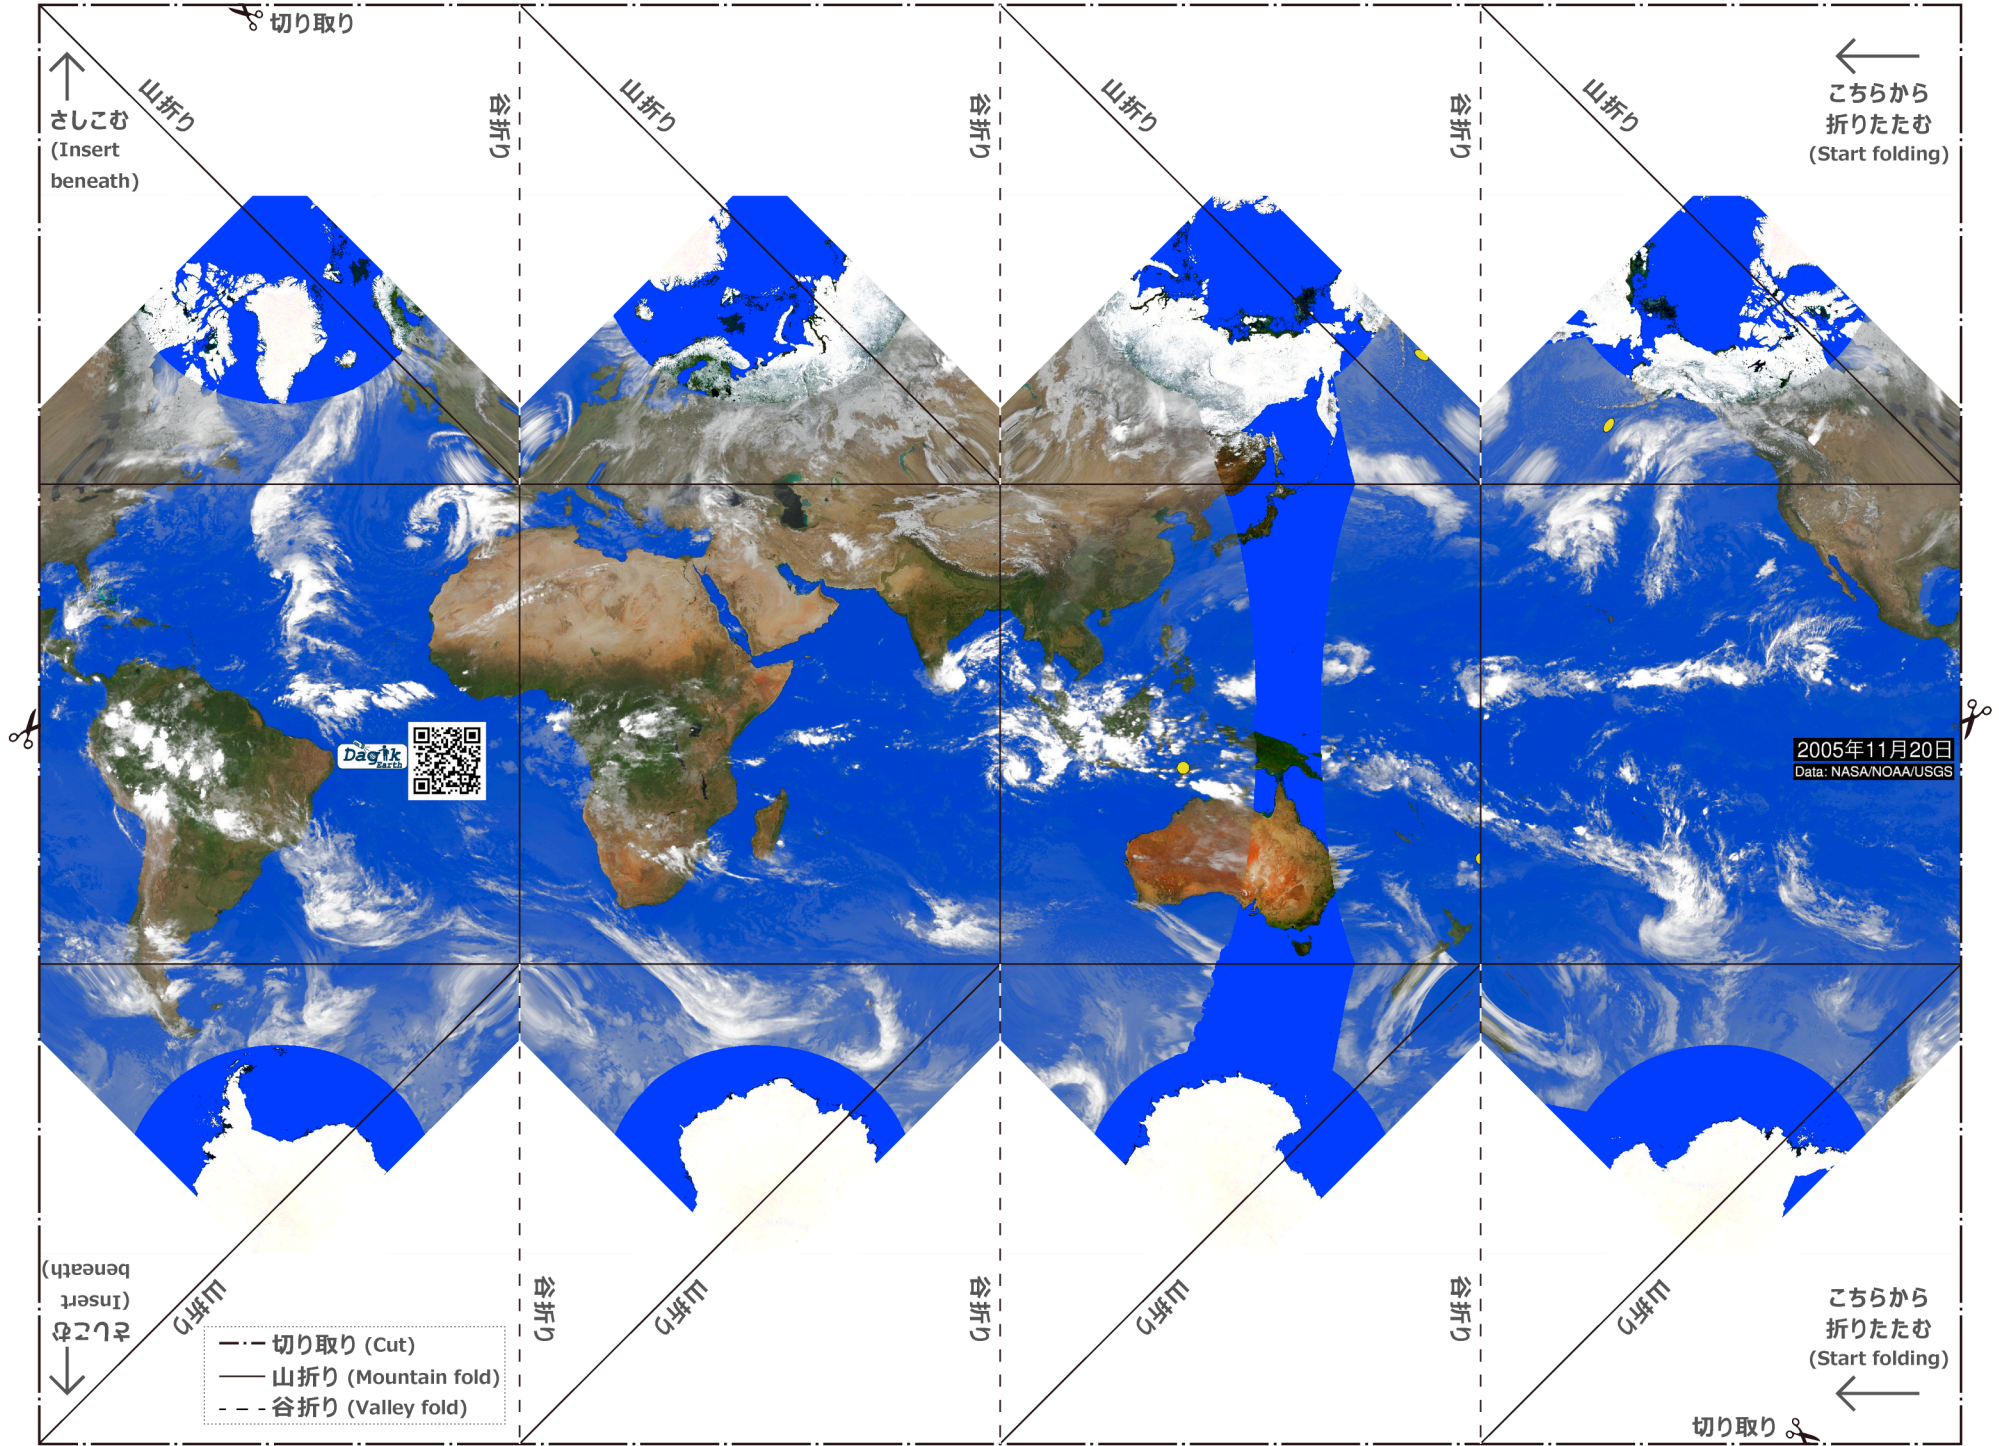 切り取り
山折り
山折り
山折り
山折り
谷折り
谷折り
谷折り
さしこむ
(Insert
beneath)
こちらから
折りたたむ
(Start folding)
Dagik
Earth
2005年11月20日
Data: NASA/NOAA/USGS
さしこむ
(Insert
beneath)
山折り
山折り
山折り
山折り
谷折り
谷折り
谷折り
こちらから
折りたたむ
(Start folding)
切り取り (Cut)
山折り (Mountain fold)
谷折り (Valley fold)
切り取り